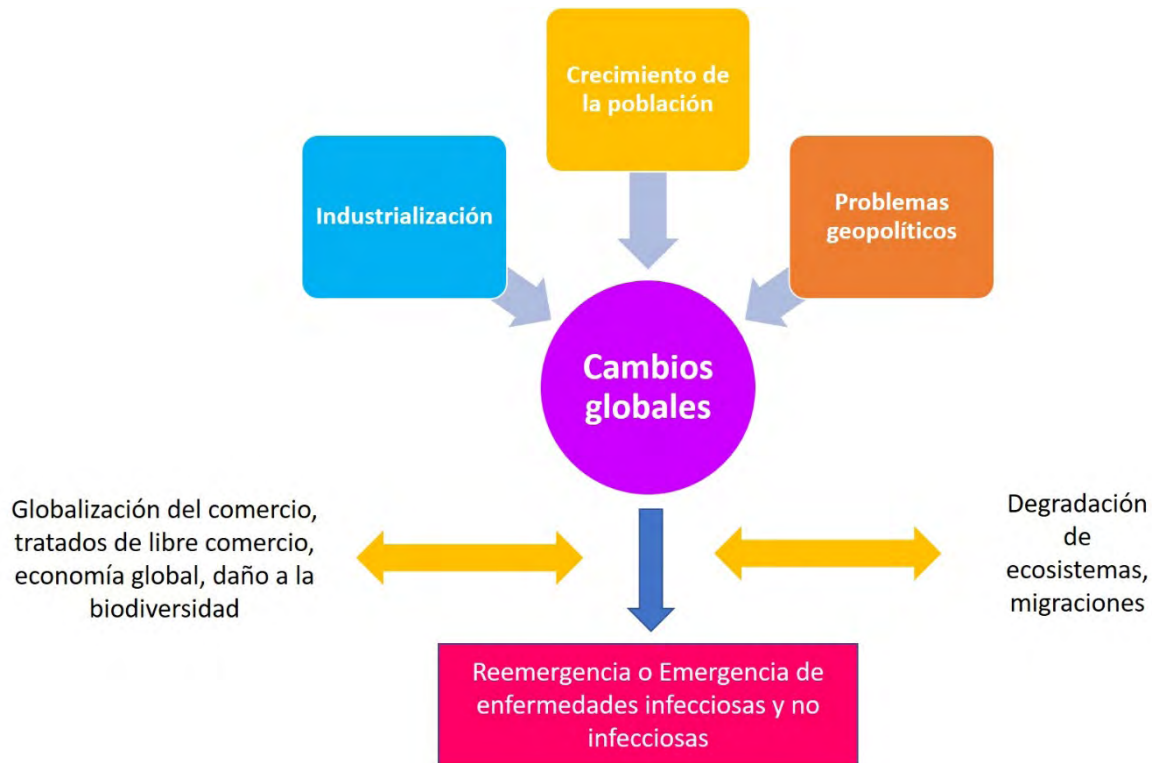 Crecimiento de
la población
Industrialización
Problemas
geopolíticos
Cambios
globales
Globalización del comercio,
tratados de libre comercio,
economía global, daño a la
biodiversidad
Degradación
de
ecosistemas,
migraciones
Reemergencia o Emergencia de
enfermedades infecciosas y no
infecciosas